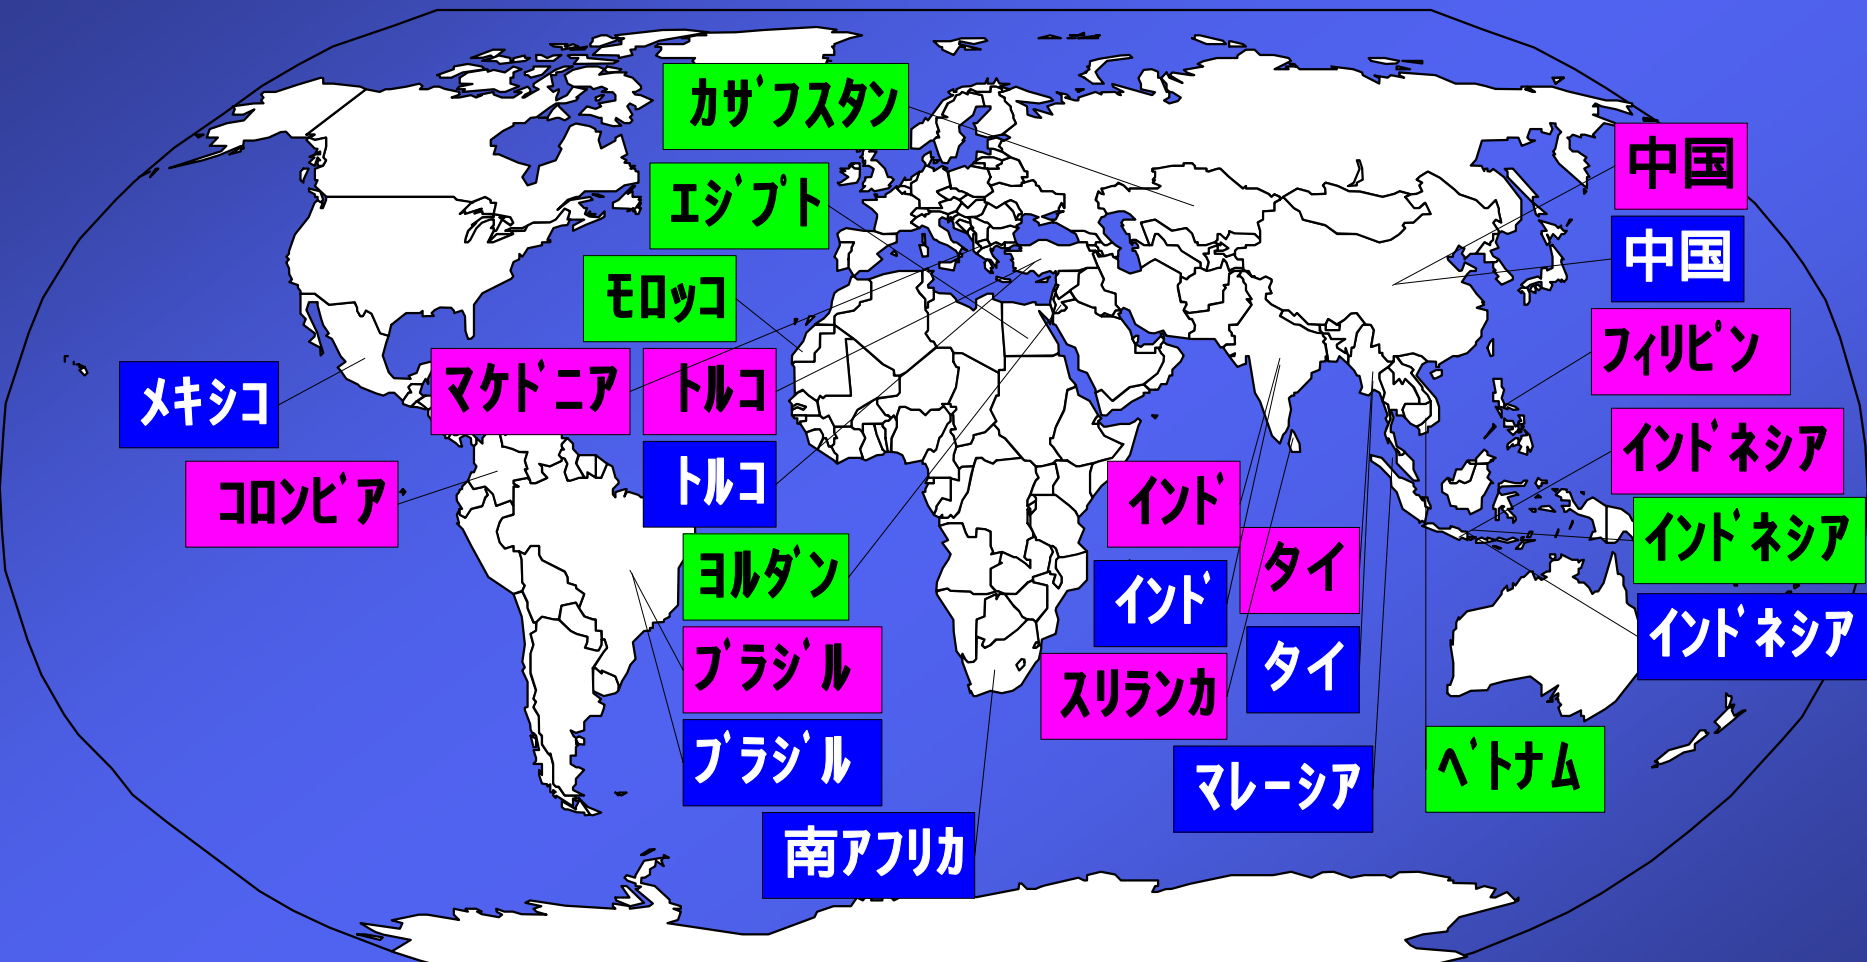 ｶｻﾞﾌｽﾀﾝ
中国
ｴｼﾞﾌﾟﾄ
中国
ﾓﾛｯｺ
ﾌｨﾘﾋﾟﾝ
ﾒｷｼｺ
ﾏｹﾄﾞﾆｱ
ﾄﾙｺ
ｲﾝﾄﾞﾈｼｱ
ｺﾛﾝﾋﾞｱ
ﾄﾙｺ
ｲﾝﾄﾞ
ｲﾝﾄﾞﾈｼｱ
ﾖﾙﾀﾞﾝ
ﾀｲ
ｲﾝﾄﾞ
ｲﾝﾄﾞﾈｼｱ
ﾌﾞﾗｼﾞﾙ
ｽﾘﾗﾝｶ
ﾀｲ
ﾌﾞﾗｼﾞﾙ
ﾏﾚｰｼｱ
ﾍﾞﾄﾅﾑ
南ｱﾌﾘｶ